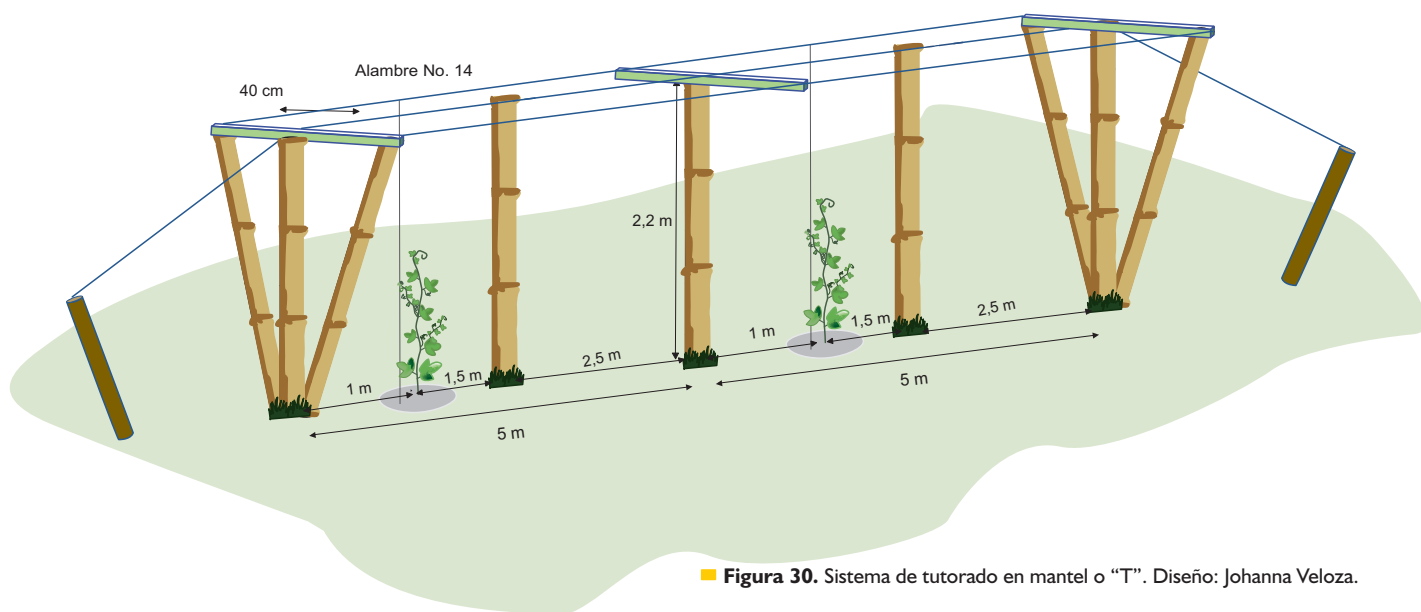 Alambre No. 14
40 cm
2,2 m
1 m
1,5 m
2,5 m
5 m
1 m
1,5 m
2,5 m
5 m
Figura 30. Sistema de tutorado en mantel o “T”. Diseño: Johanna Veloza.